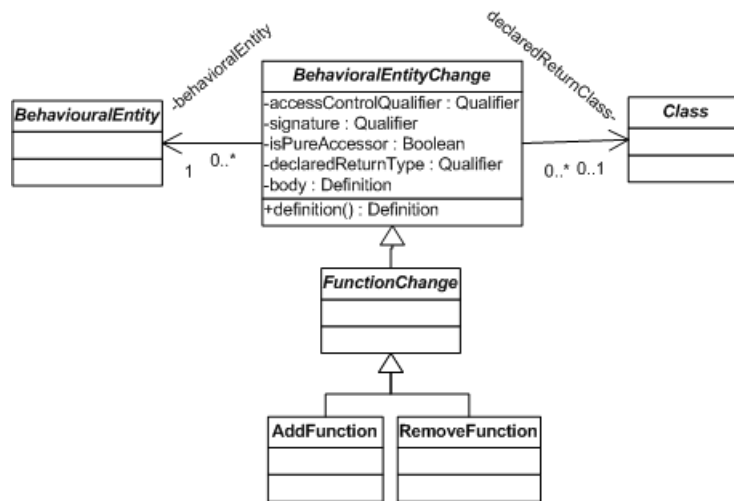 -behavioralEntity
declaredReturnClass-
BehavioralEntityChange
-accessControlQualifier : Qualifier
-signature : Qualifier
-isPureAccessor : Boolean
-declaredReturnType : Qualifier
-body : Definition
+definition() : Definition
BehaviouralEntity
1
0..*
Class
0..*
0..1
FunctionChange
AddFunction
RemoveFunction